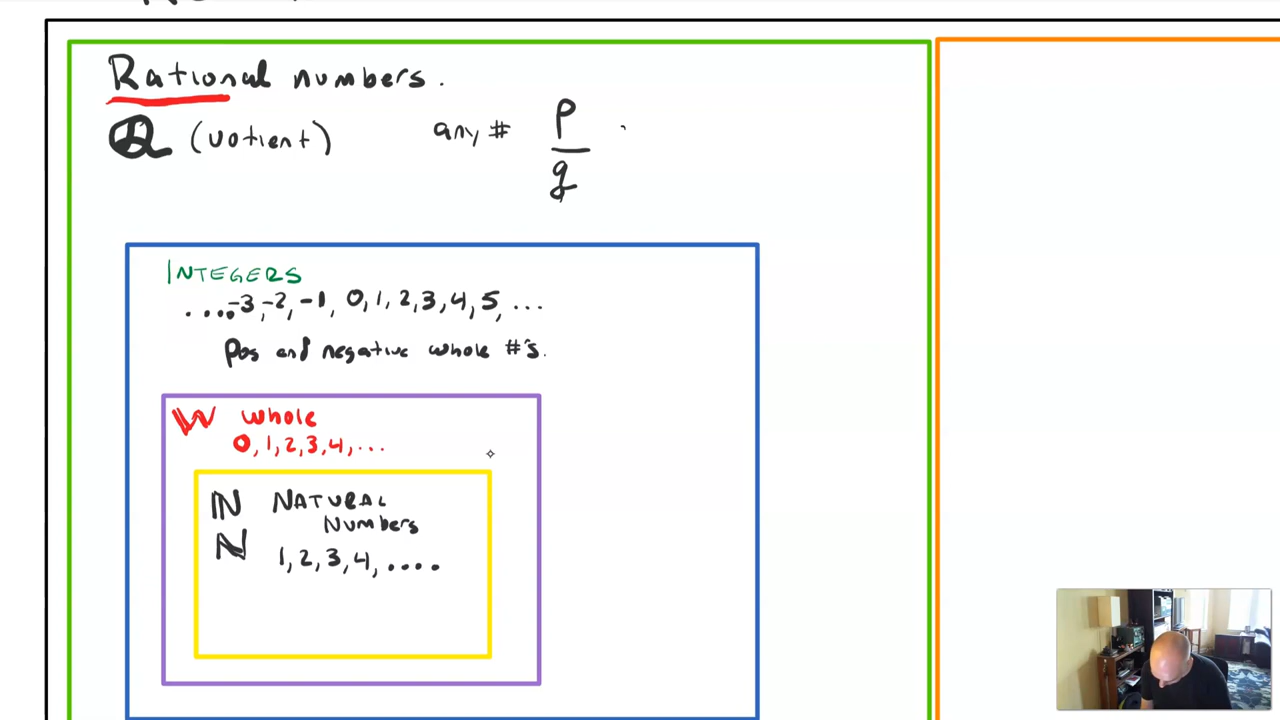 Rational numbers.
Q (uotient) any # p
q
INTEGERS
....-3,-2,-1, 0,1,2,3,4,5,...
Pos and negative whole #'s.
W whole
0,1,2,3,4,...
N NATURAL
Numbers
N 1,2,3,4,....